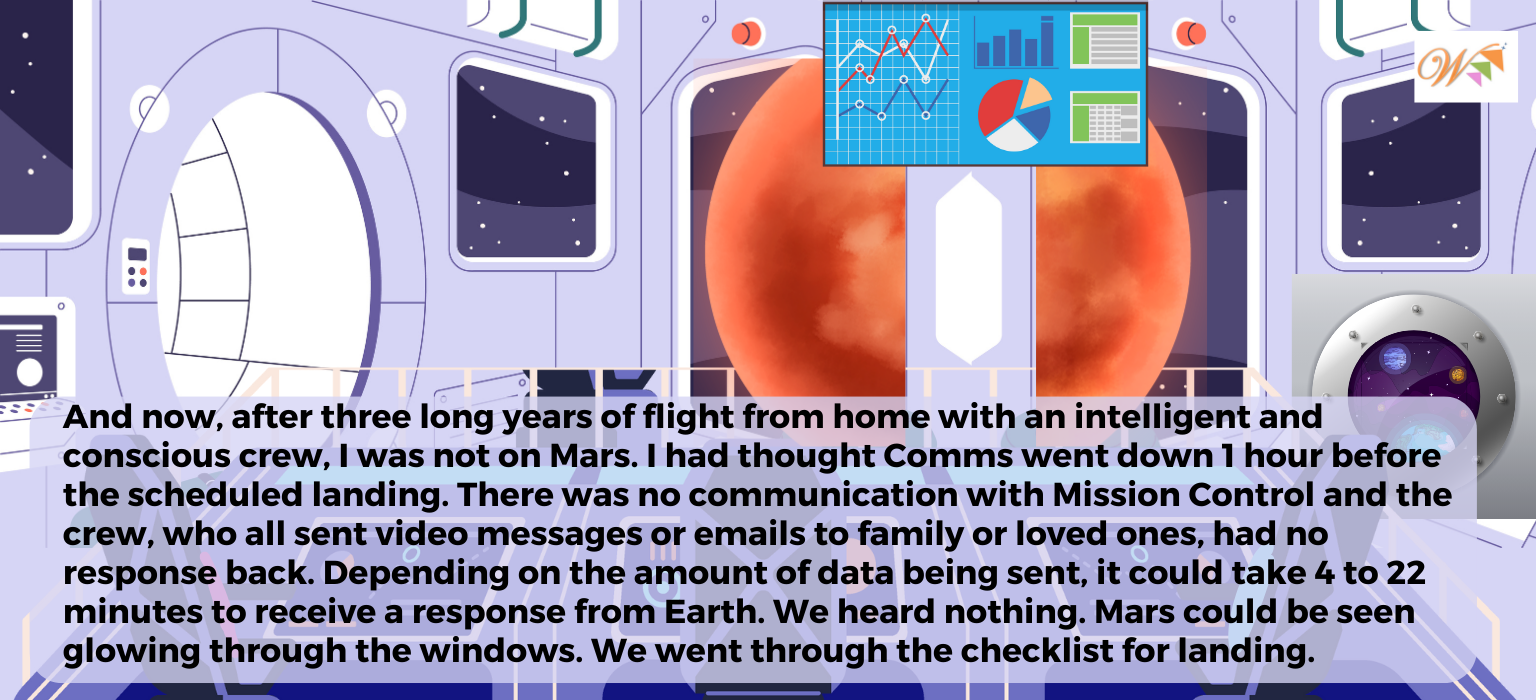 And now, after three long years of flight from home with an intelligent and
conscious crew, I was not on Mars. I had thought Comms went down 1 hour before
the scheduled landing. There was no communication with Mission Control and the
crew, who all sent video messages or emails to family or loved ones, had no
response back. Depending on the amount of data being sent, it could take 4 to 22
minutes to receive a response from Earth. We heard nothing. Mars could be seen
glowing through the windows. We went through the checklist for landing.